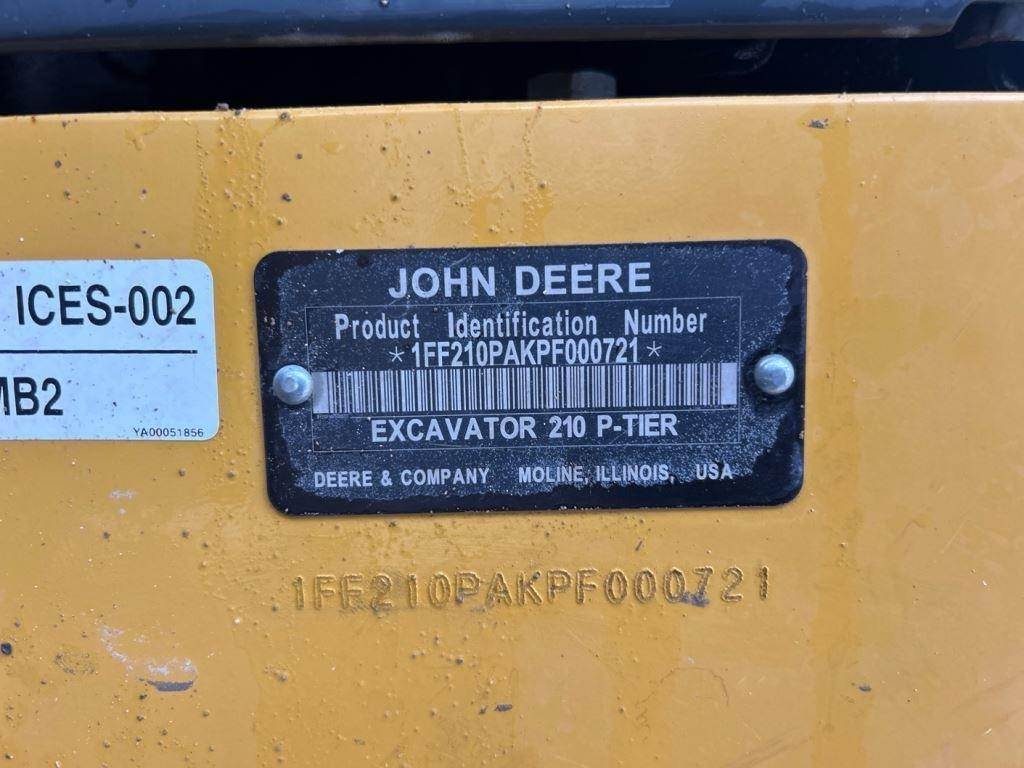 JOHN DEERE
Product Identification Number
*1FF210PAKPF000721*
EXCAVATOR 210 P-TIER
DEERE & COMPANY MOLINE, ILLINOIS, USA
ICES-002
MB2
YA00051856
1FF210PAKPF000721